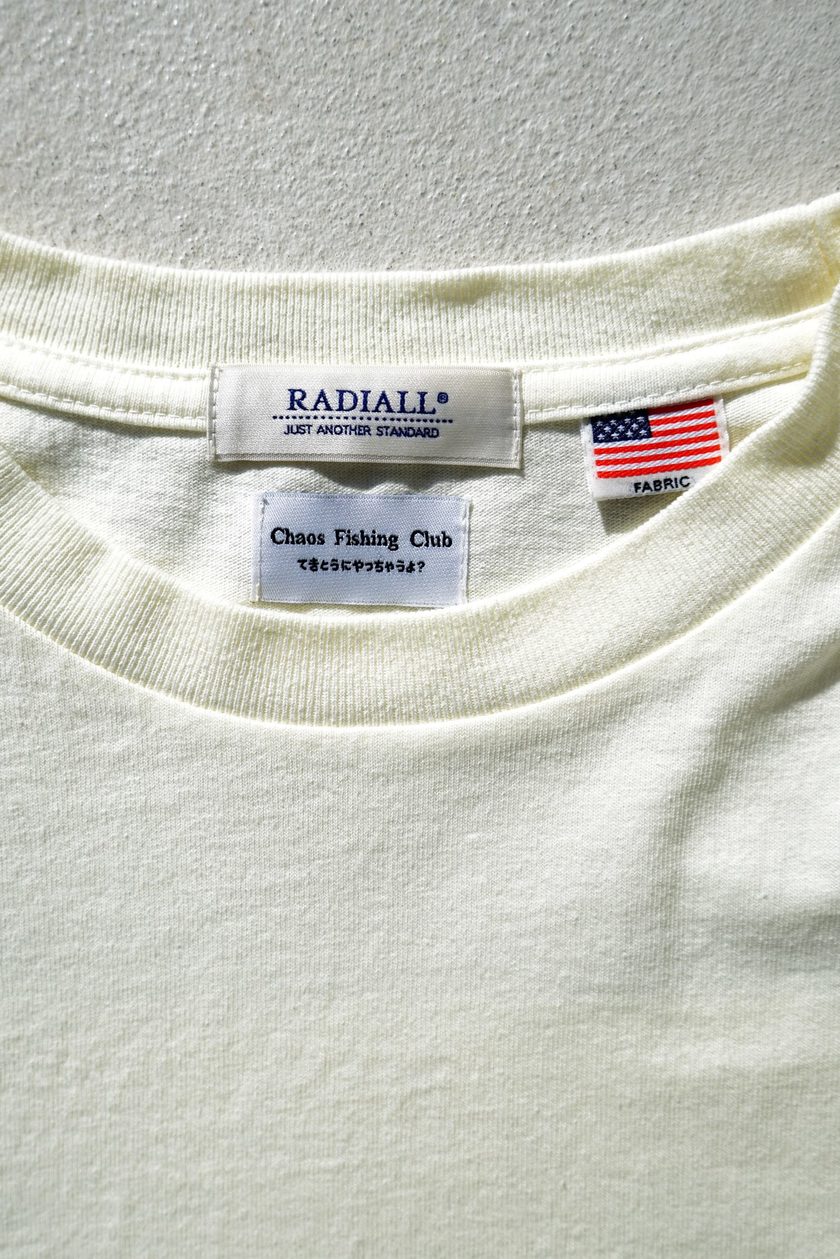 RADIALL®
JUST ANOTHER STANDARD
FABRIC
Chaos Fishing Club
てきとうにやっちゃうよ?